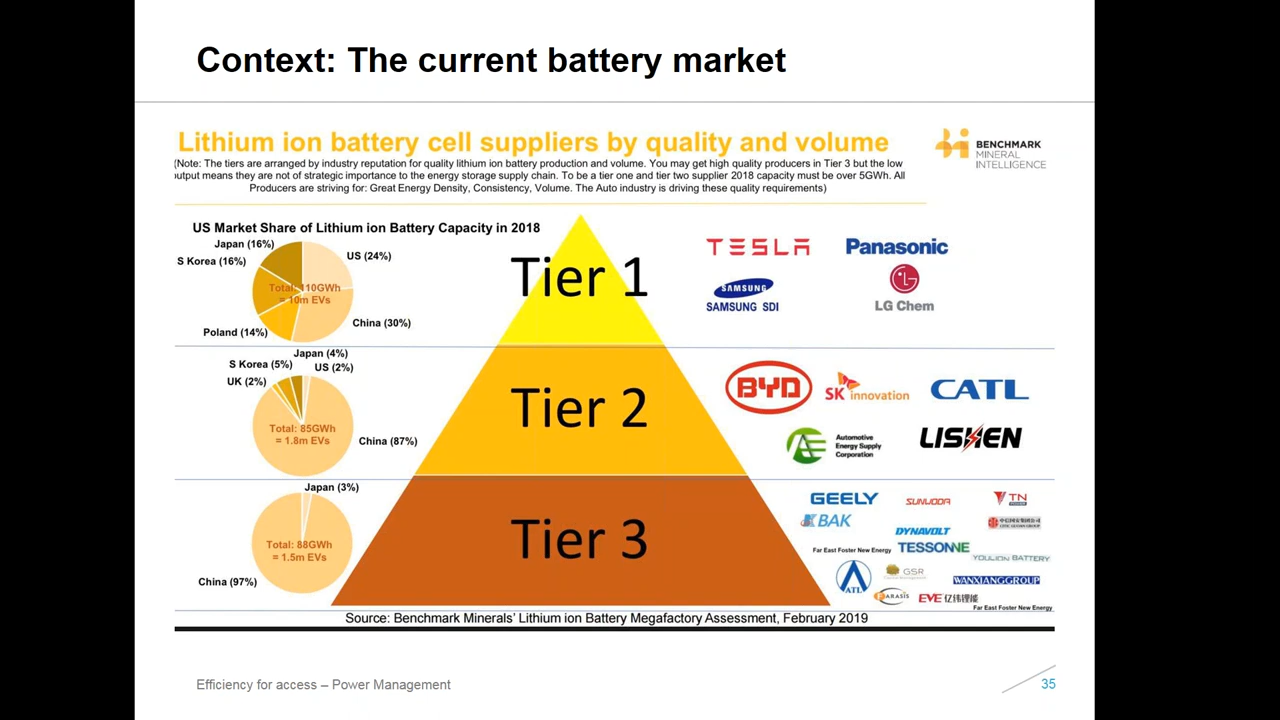 Context: The current battery market
Lithium ion battery cell suppliers by quality and volume
(Note: The tiers are arranged by industry reputation for quality lithium ion battery production and volume. You may get high quality producers in Tier 3 but the low
output means they are not of strategic importance to the energy storage supply chain. To be a tier one and tier two supplier 2018 capacity must be over 5GWh. All
Producers are striving for: Great Energy Density, Consistency, Volume. The Auto industry is driving these quality requirements)
BENCHMARK
MINERAL
INTELLIGENCE
US Market Share of Lithium ion Battery Capacity in 2018
Japan (16%)
US (24%)
S Korea (16%)
Total: 110GWh
= 10m EVs
China (30%)
Poland (14%)
Tier 1
TESLA
Panasonic
SAMSUNG
SAMSUNG SDI
LG
LG Chem
Japan (4%)
S Korea (5%)
US (2%)
UK (2%)
Total: 85GWh
= 1.8m EVs
China (87%)
Tier 2
BYD
SK innovation
CATL
Automotive
Energy Supply
Corporation
LISHEN
Japan (3%)
Total: 88GWh
= 1.5m EVs
China (97%)
Tier 3
GEELY
SUNWODA
TN
BAK
DYNAVOLT
Far East Foster New Energy
TESSONNE
YOULION BATTERY
ATL
GSR
WANXIANG GROUP
FARASIS
EVE 亿纬锂能
Far East Foster New Energy
Source: Benchmark Minerals' Lithium ion Battery Megafactory Assessment, February 2019
Efficiency for access – Power Management
35